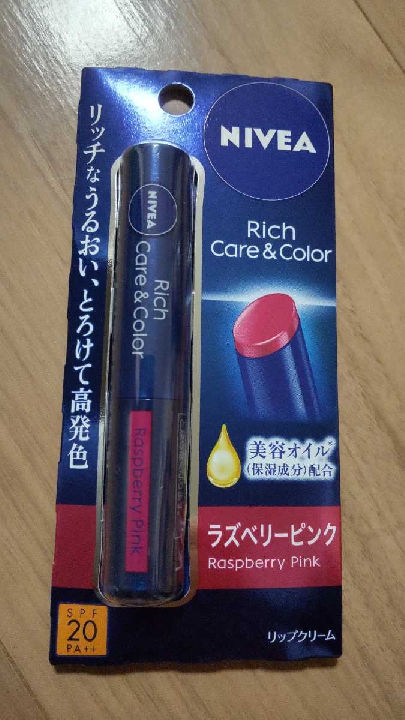 NIVEA
Rich
Care & Color
リッチなうるおい、とろけて高発色
NIVEA
Rich
Care & Color
Raspberry Pink
美容オイル*
(保湿成分)配合
ラズベリーピンク
Raspberry Pink
SPF
20
PA++
リップクリーム